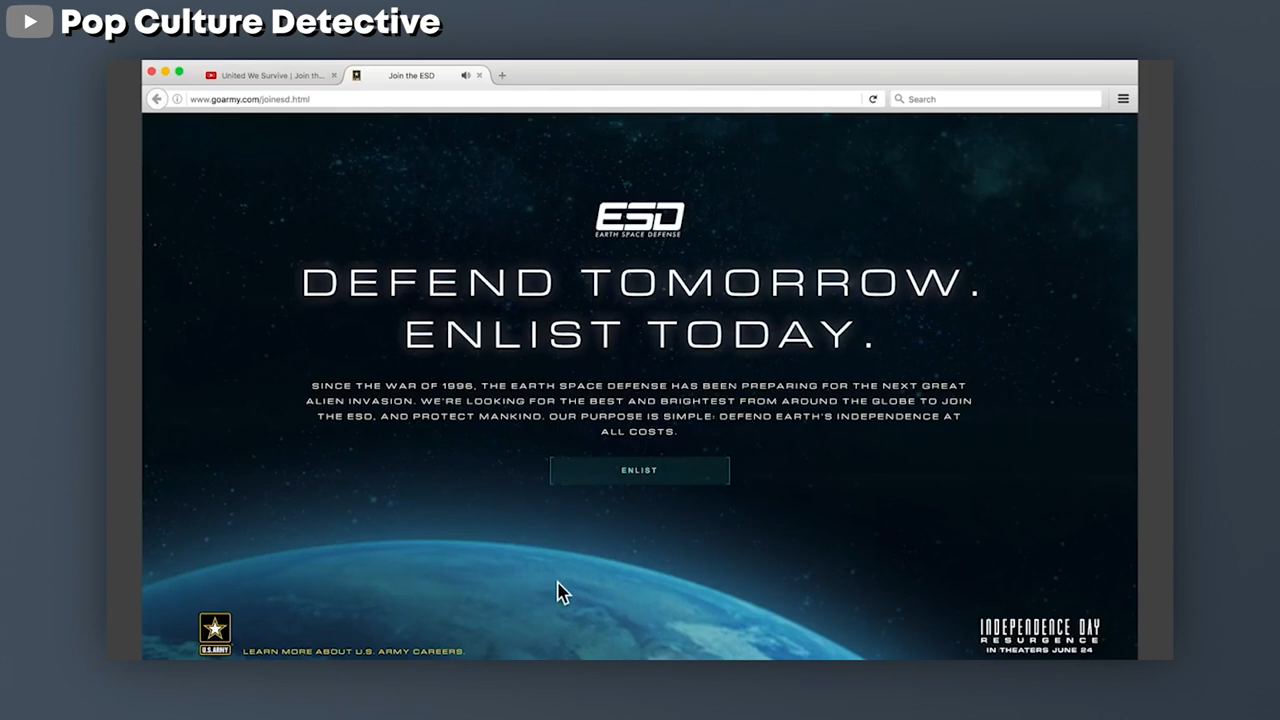 Pop Culture Detective
United We Survive | Join th...
Join the ESD
www.goarmy.com/joinesd.html
Search
ESD
EARTH SPACE DEFENSE
DEFEND TOMORROW.
ENLIST TODAY.
SINCE THE WAR OF 1996, THE EARTH SPACE DEFENSE HAS BEEN PREPARING FOR THE NEXT GREAT
ALIEN INVASION. WE'RE LOOKING FOR THE BEST AND BRIGHTEST FROM AROUND THE GLOBE TO JOIN
THE ESD, AND PROTECT MANKIND. OUR PURPOSE IS SIMPLE: DEFEND EARTH'S INDEPENDENCE AT
ALL COSTS.
ENLIST
U.S.ARMY
LEARN MORE ABOUT U.S. ARMY CAREERS.
INDEPENDENCE DAY
RESURGENCE
IN THEATERS JUNE 24